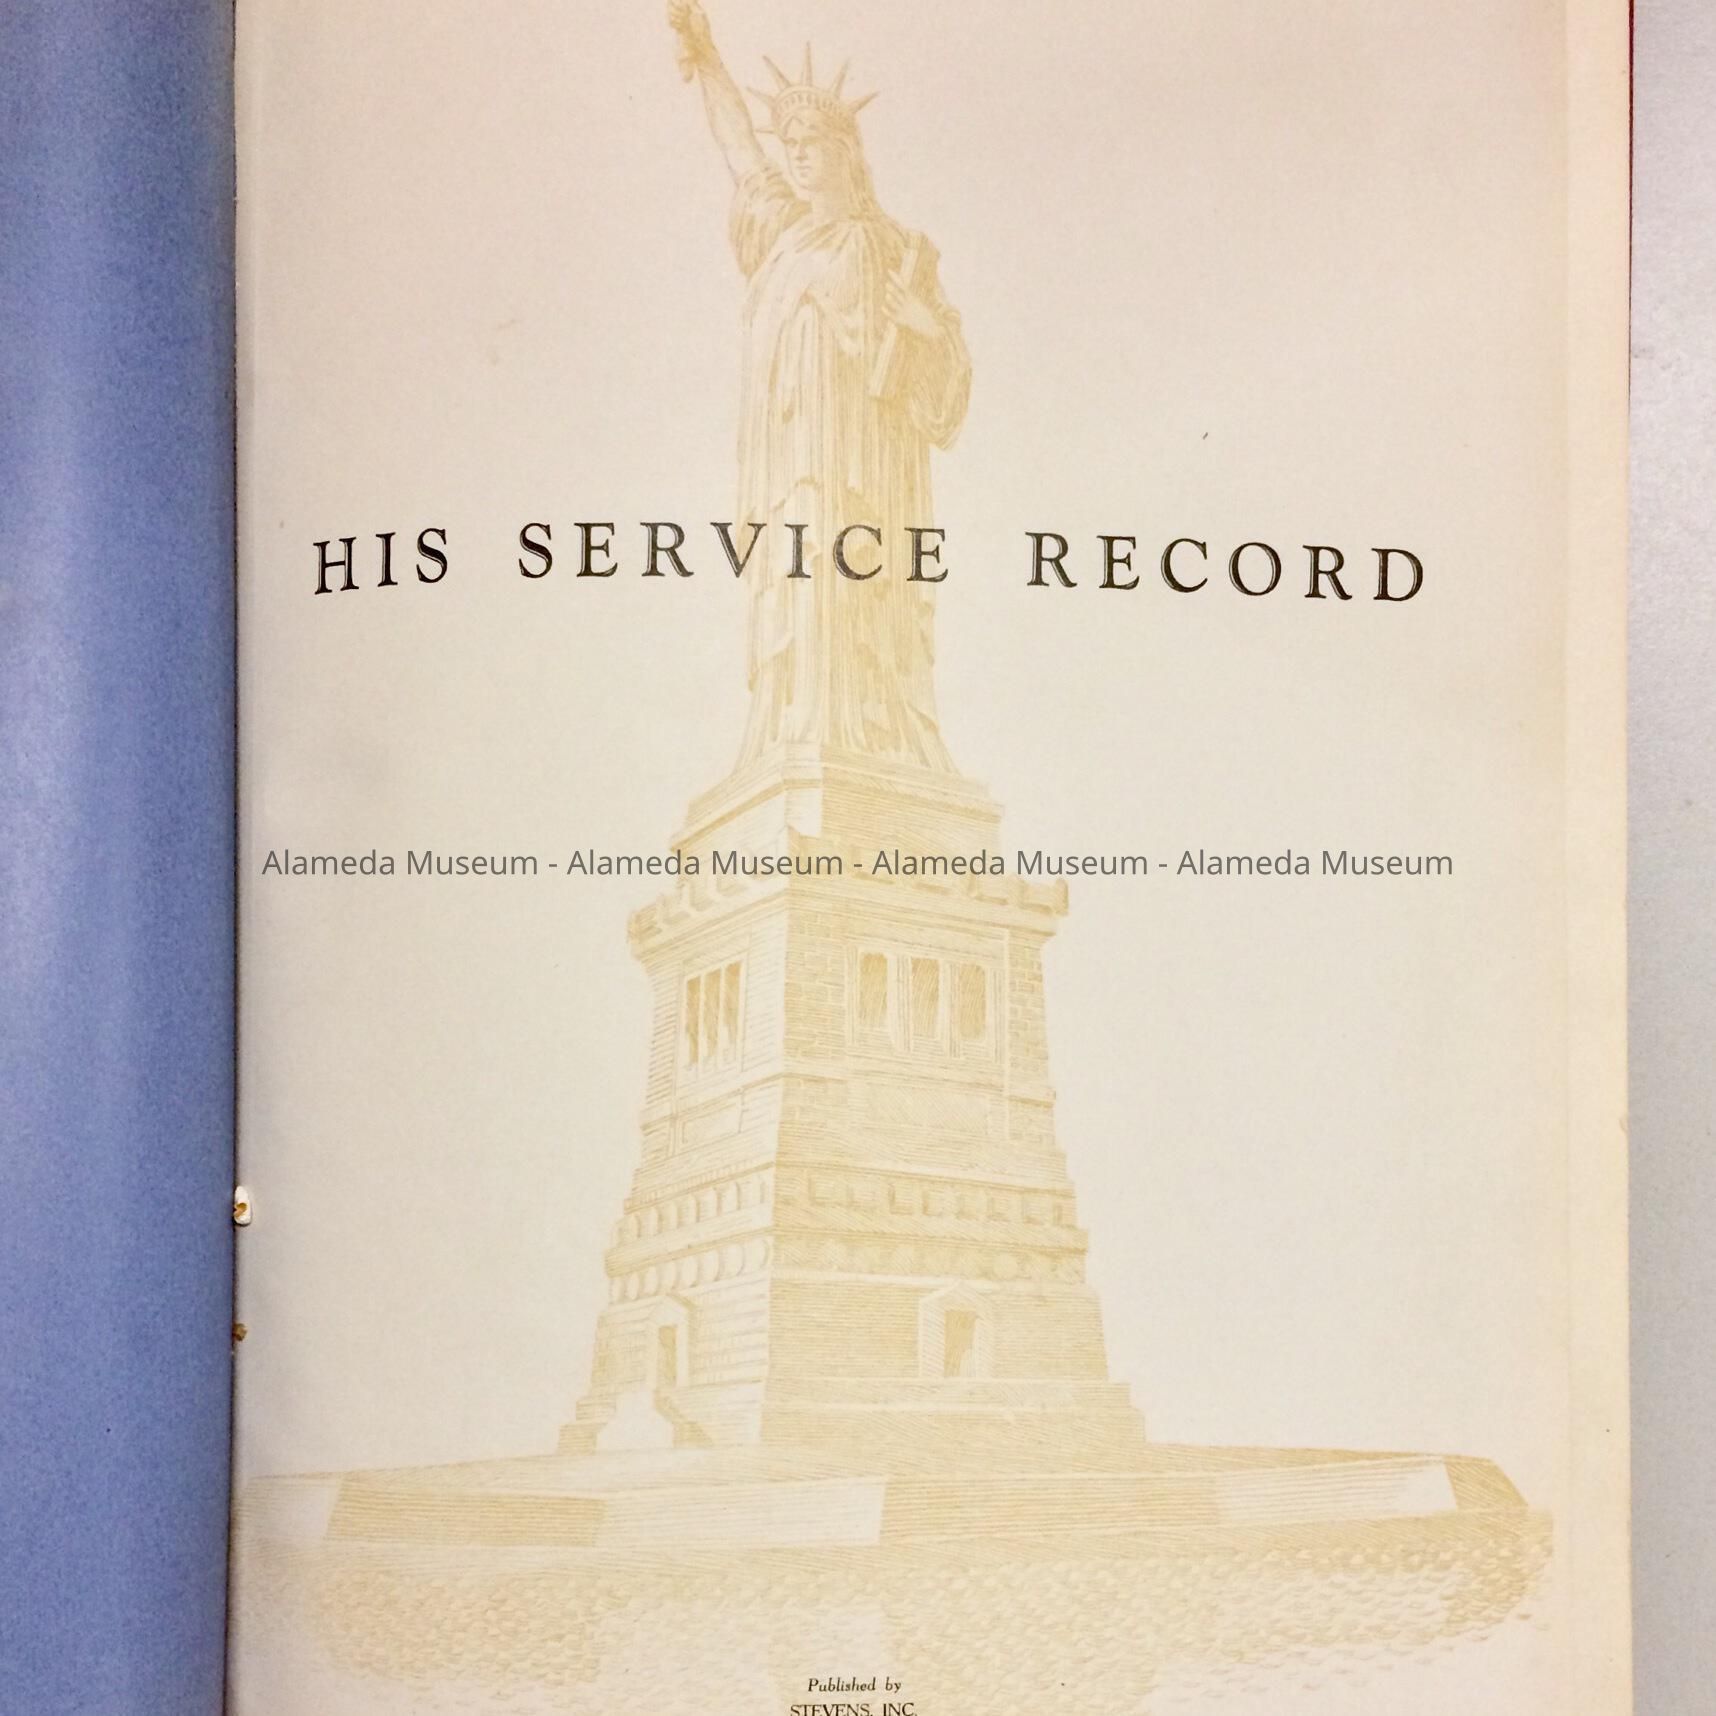 HIS SERVICE RECORD
Alameda Museum - Alameda Museum - Alameda Museum - Alameda Museum
Published by
STEVENS, INC.